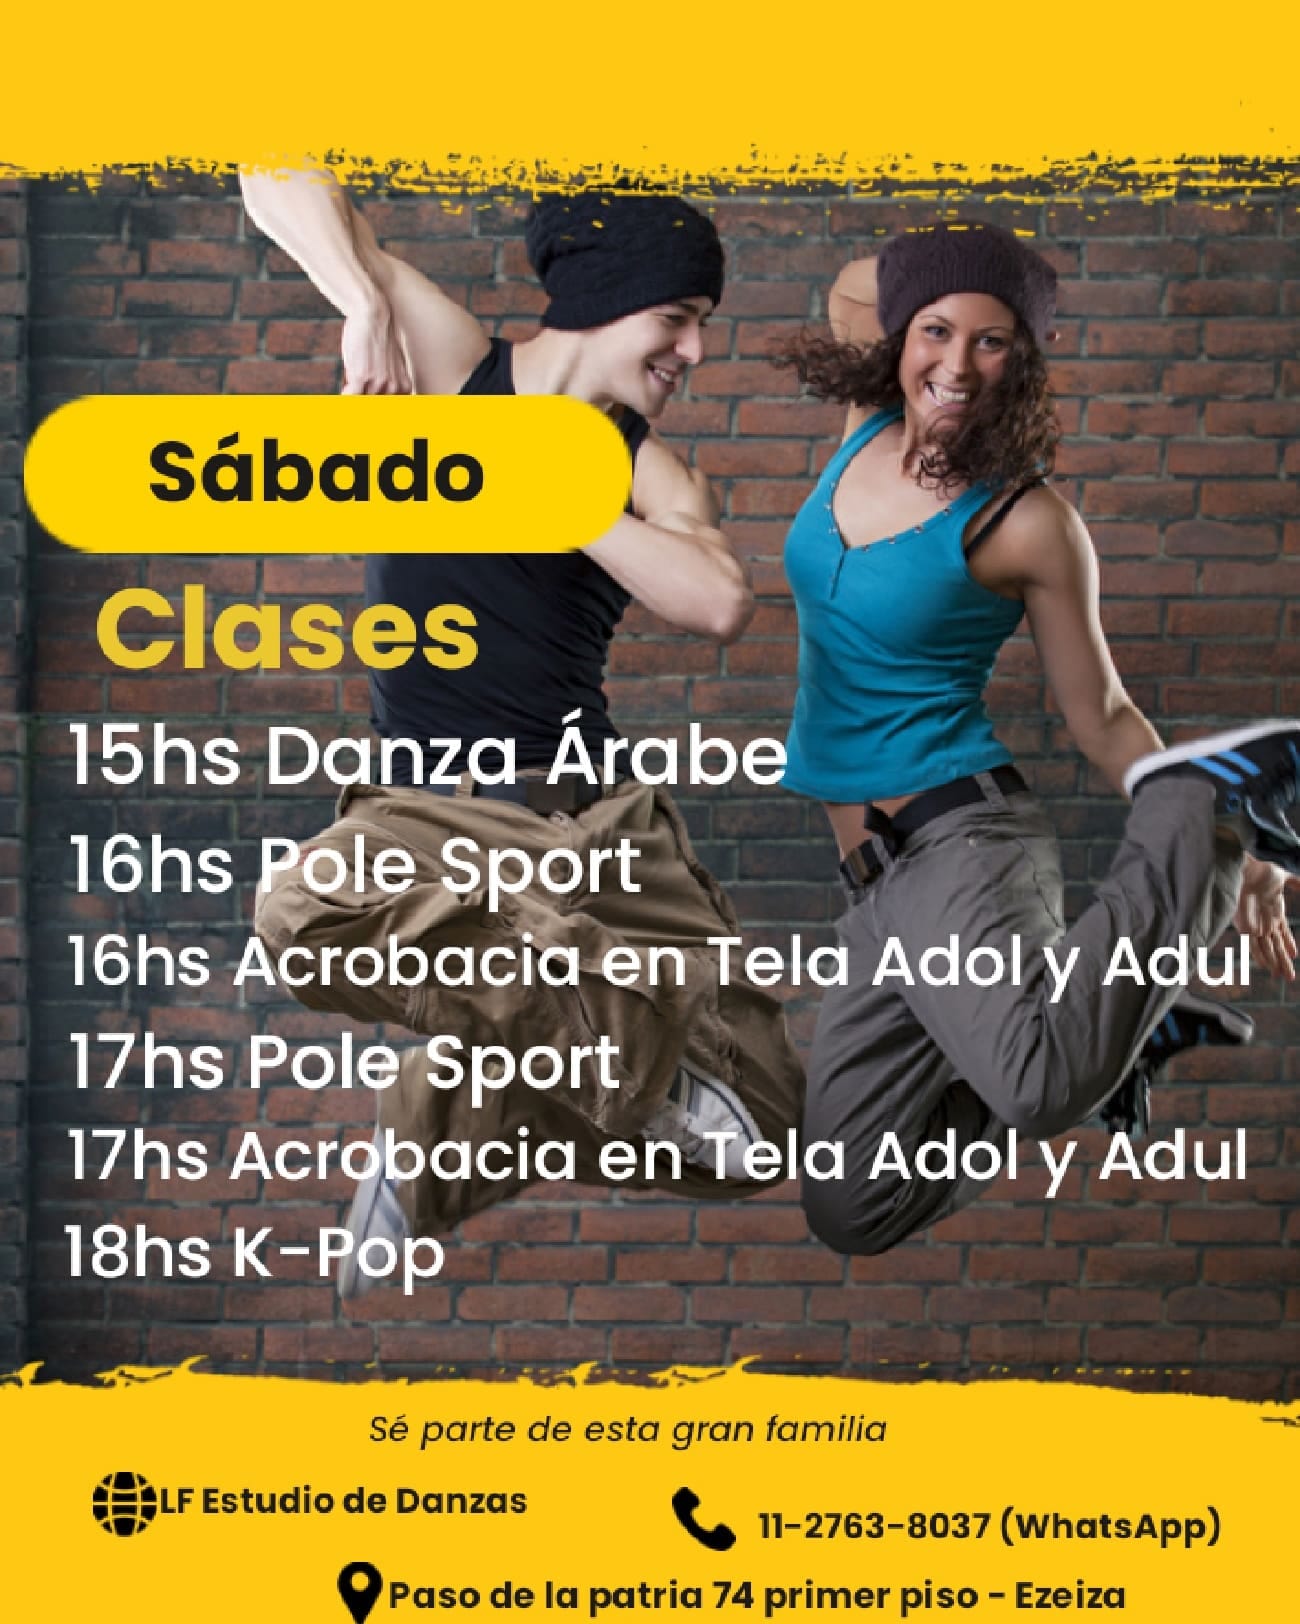 Sábado
Clases
15hs Danza Árabe
16hs Pole Sport
16hs Acrobacia en Tela Adol y Adul
17hs Pole Sport
17hs Acrobacia en Tela Adol y Adul
18hs K-Pop
Sé parte de esta gran familia
LF Estudio de Danzas
11-2763-8037 (WhatsApp)
Paso de la patria 74 primer piso - Ezeiza